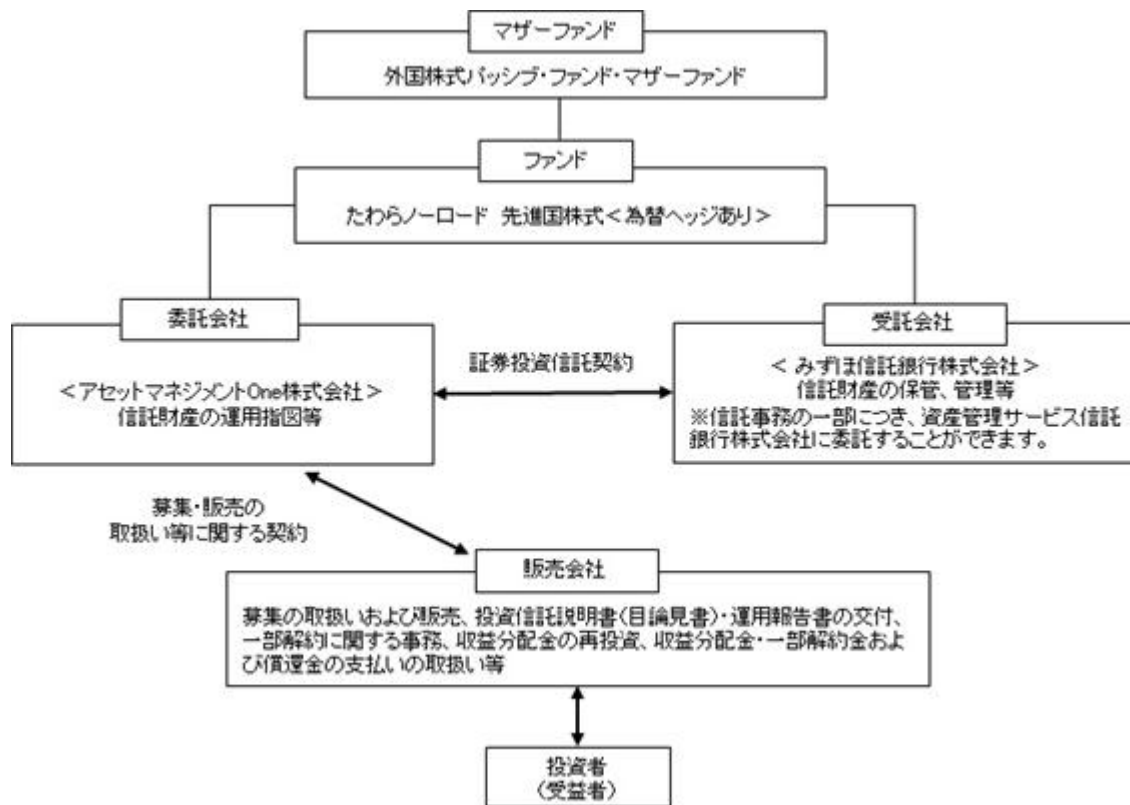 マザーファンド
外国株式パッシブ・ファンド・マザーファンド
ファンド
たわらノーロード 先進国株式＜為替ヘッジあり＞
委託会社
＜アセットマネジメントOne株式会社＞
信託財産の運用指図等
証券投資信託契約
受託会社
＜みずほ信託銀行株式会社＞
信託財産の保管、管理等
※信託事務の一部につき、資産管理サービス信託
銀行株式会社に委託することができます。
募集・販売の
取扱い等に関する契約
販売会社
募集の取扱いおよび販売、投資信託説明書（目論見書）・運用報告書の交付、
一部解約に関する事務、収益分配金の再投資、収益分配金・一部解約金およ
び償還金の支払いの取扱い等
投資者
（受益者）